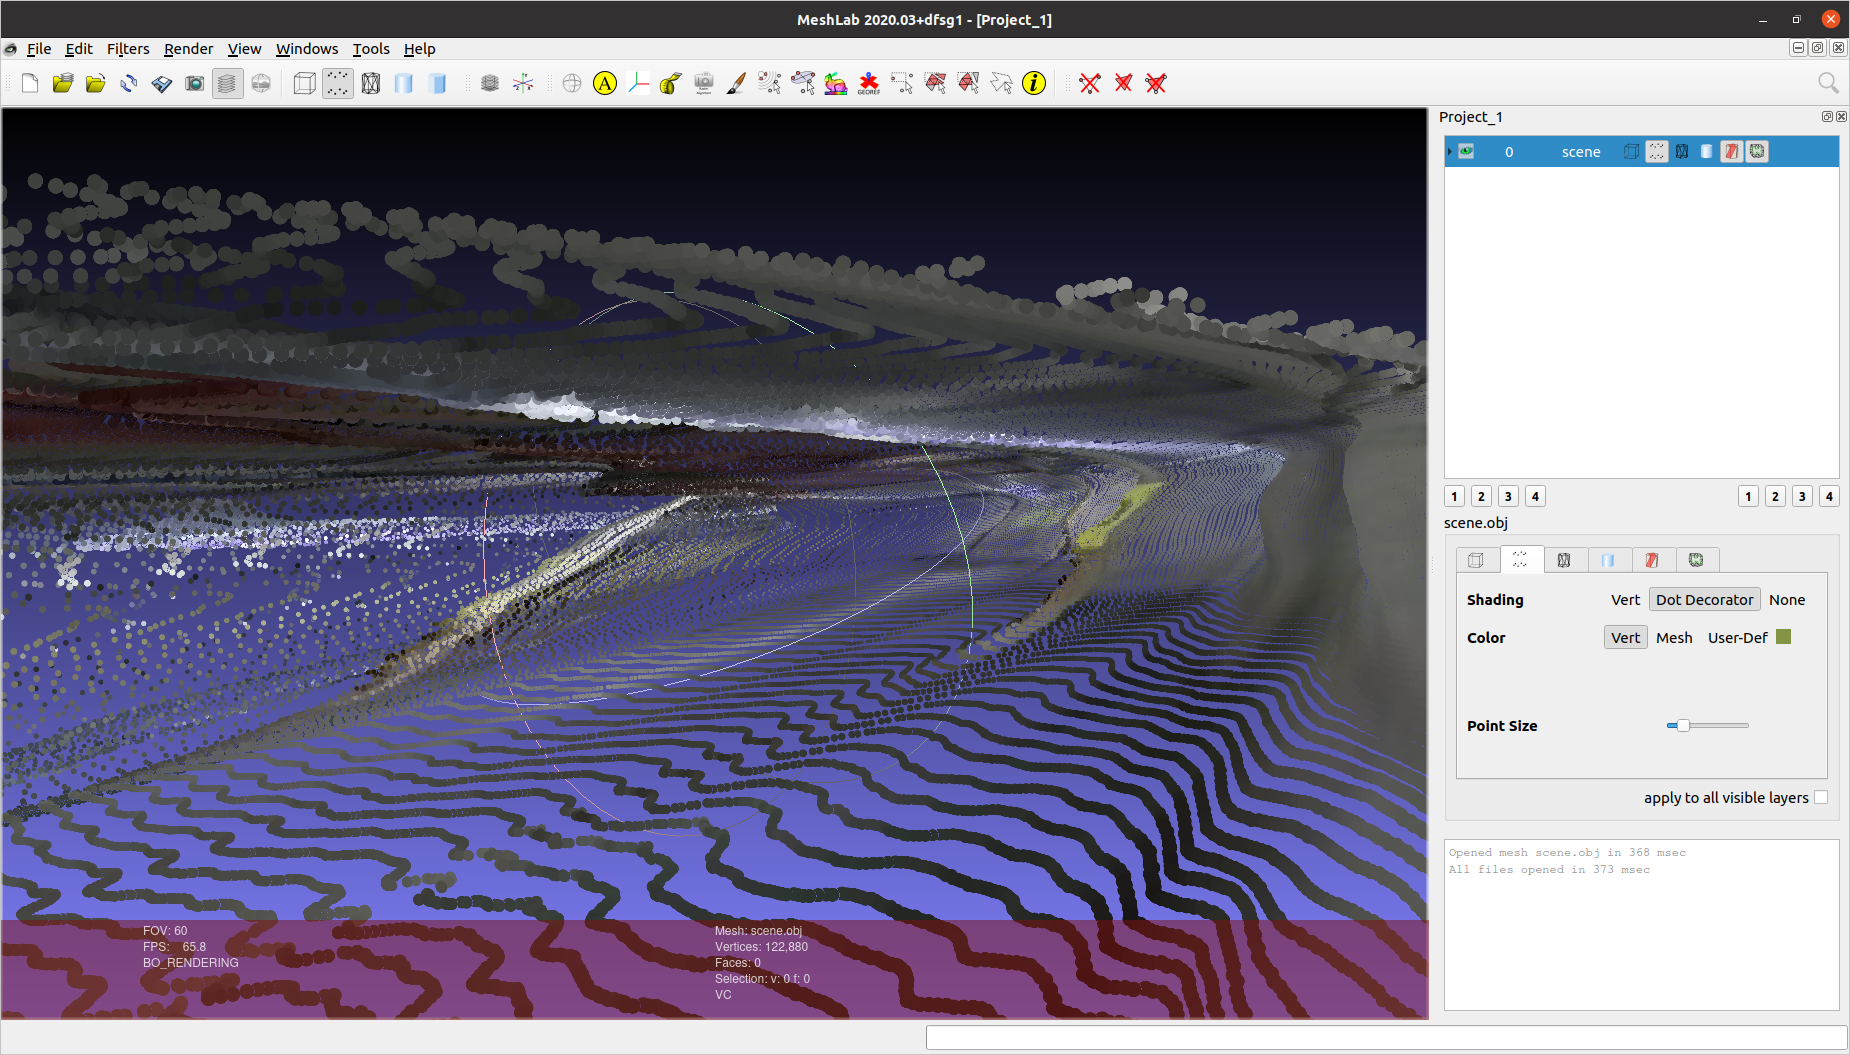 MeshLab 2020.03+dfsg1 - [Project_1]
File Edit Filters Render View Windows Tools Help
A
GEOREF
i
Project_1
0 scene
1 2 3 4 1 2 3 4
scene.obj
Shading Vert Dot Decorator None
Color Vert Mesh User-Def
Point Size
apply to all visible layers
Opened mesh scene.obj in 368 msec
All files opened in 373 msec
FOV: 60
FPS: 65.8
BO_RENDERING
Mesh: scene.obj
Vertices: 122,880
Faces: 0
Selection: v: 0 f: 0
VC